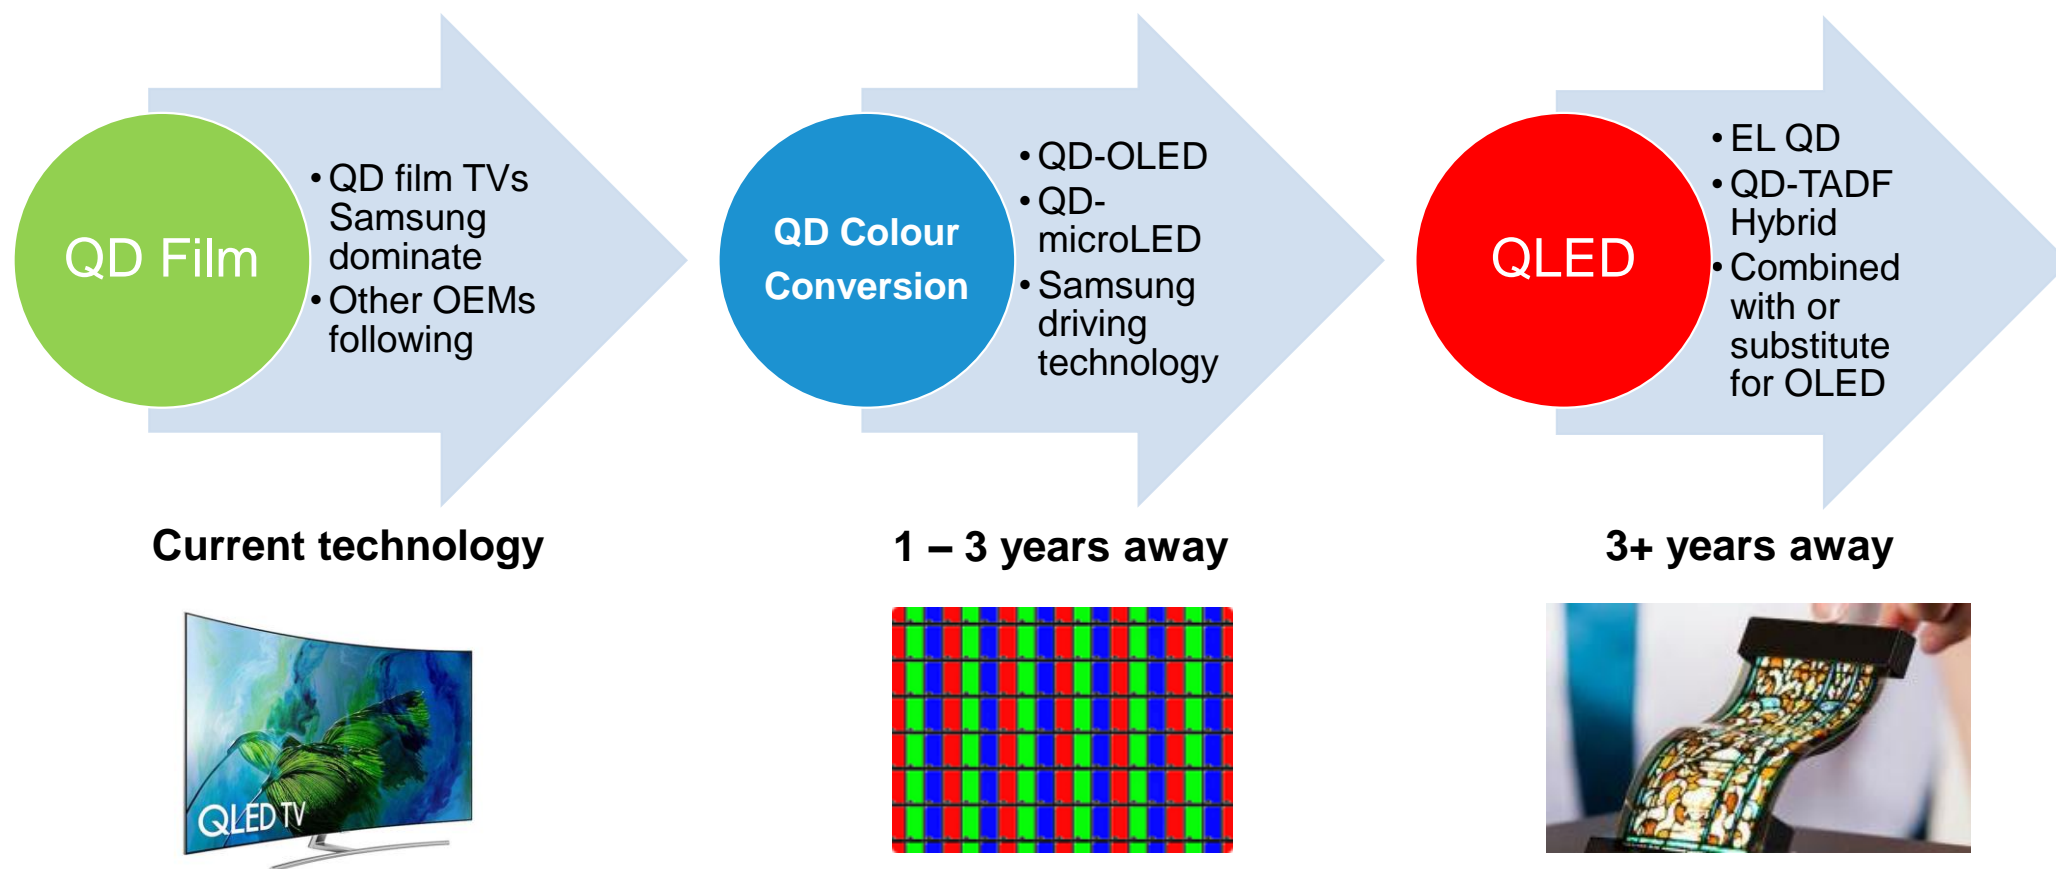 QD Film
• QD film TVs
Samsung
dominate
• Other OEMs
following
QD Colour
Conversion
• QD-OLED
• QD-
microLED
• Samsung
driving
technology
QLED
• EL QD
• QD-TADF
Hybrid
• Combined
with or
substitute
for OLED
Current technology
1 – 3 years away
3+ years away
QLED TV